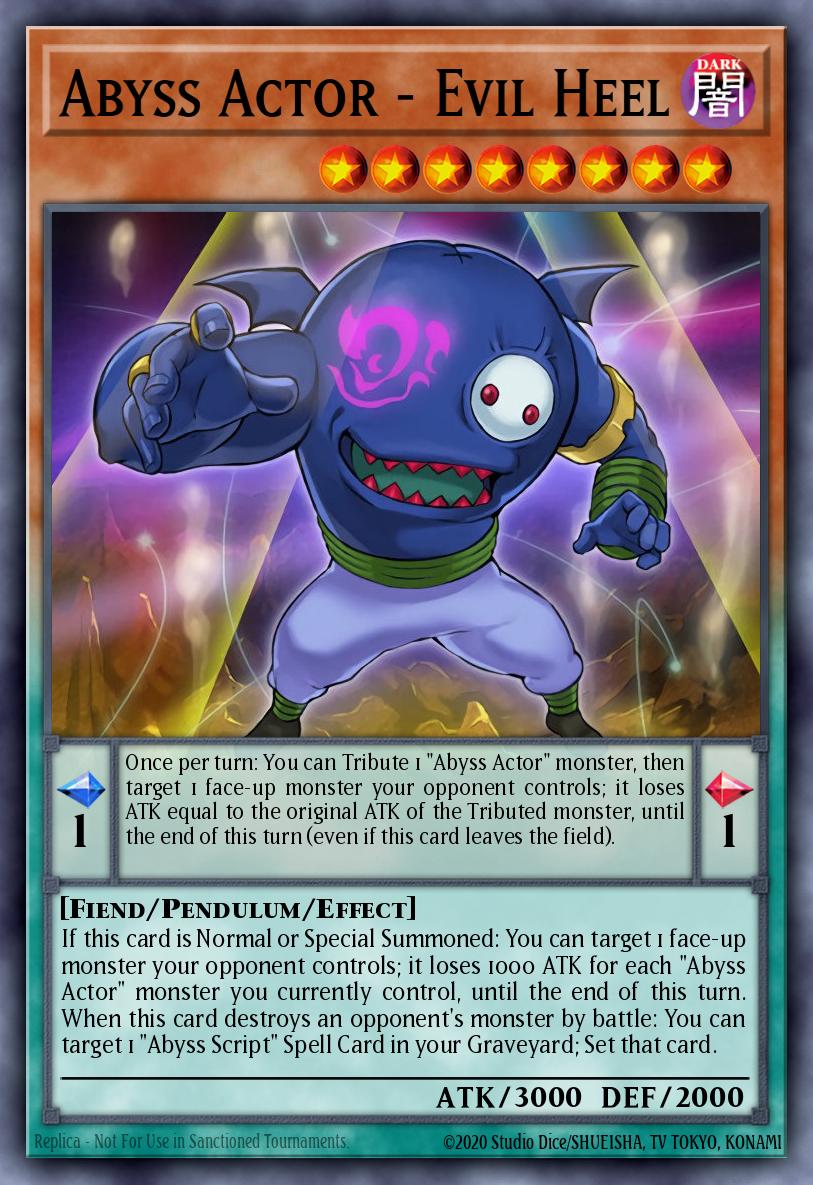 Abyss Actor - Evil Heel
DARK
闇
Once per turn: You can Tribute 1 "Abyss Actor" monster, then
target 1 face-up monster your opponent controls; it loses
ATK equal to the original ATK of the Tributed monster, until
the end of this turn (even if this card leaves the field).
1
1
[Fiend/Pendulum/Effect]
If this card is Normal or Special Summoned: You can target 1 face-up
monster your opponent controls; it loses 1000 ATK for each "Abyss
Actor" monster you currently control, until the end of this turn.
When this card destroys an opponent's monster by battle: You can
target 1 "Abyss Script" Spell Card in your Graveyard; Set that card.
ATK/3000 DEF/2000
Replica - Not For Use in Sanctioned Tournaments.
©2020 Studio Dice/SHUEISHA, TV TOKYO, KONAMI